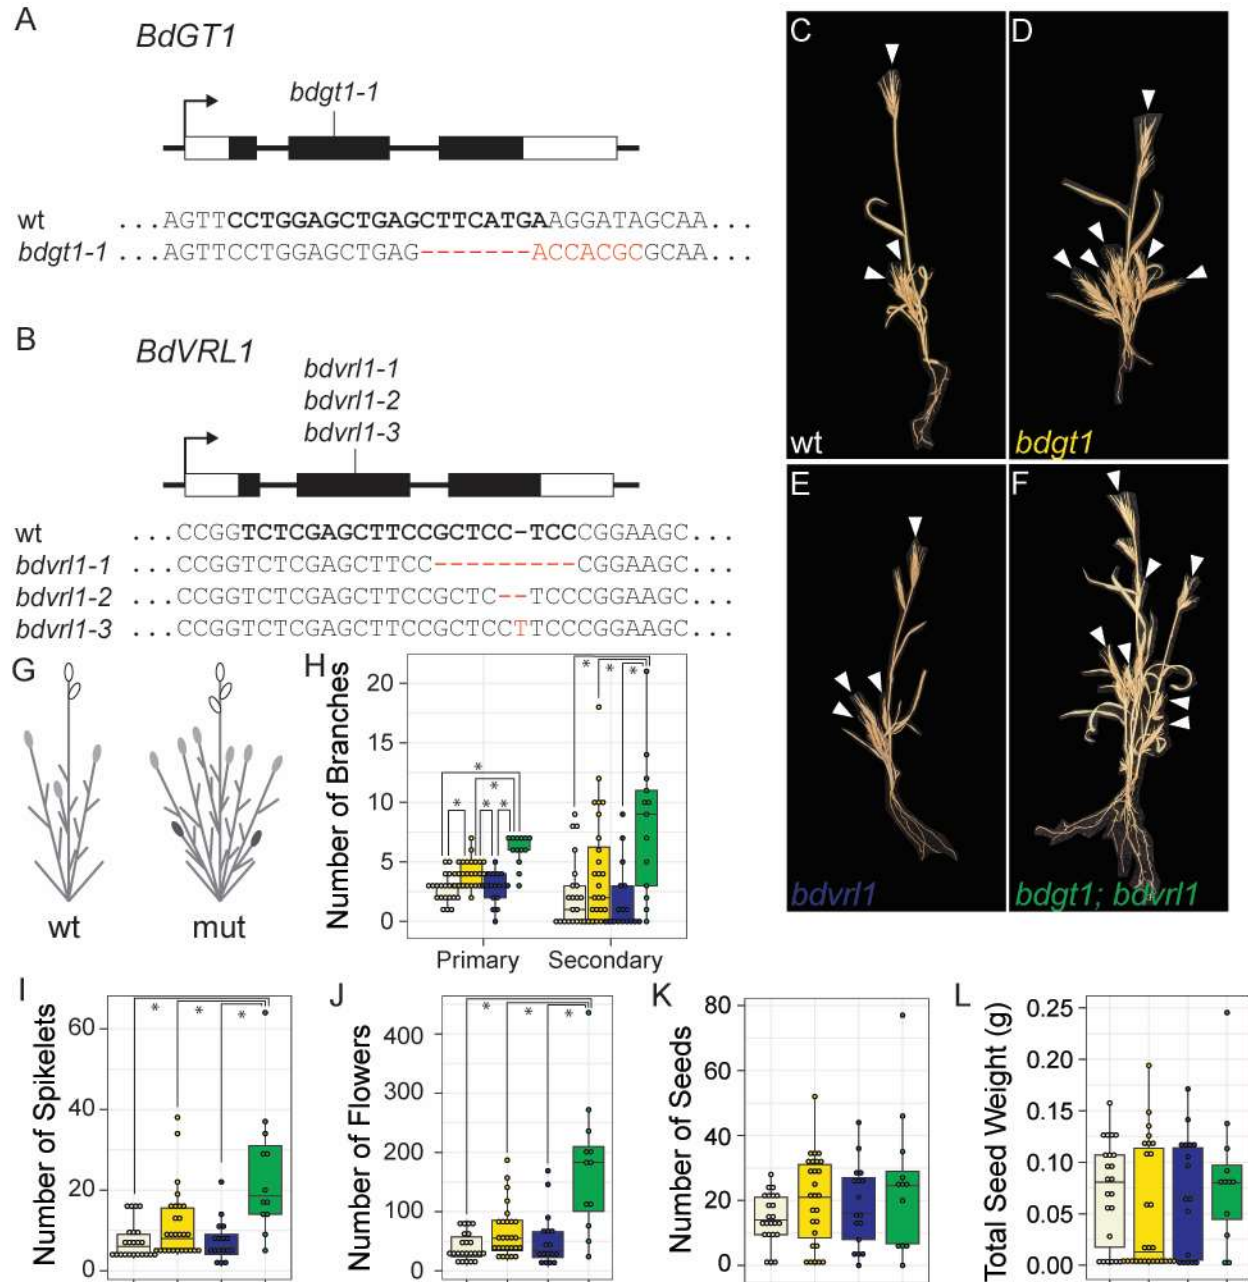 A
BdGT1
bdgt1-1
wt ...AGTTCCTGGAGCTGAGCTTCATGAAGGATAGCAA...
bdgt1-1 ...AGTTCCTGGAGCTGAG-------ACCACGCGCAA...
B
BdVRL1
bdvrl1-1
bdvrl1-2
bdvrl1-3
wt ...CCGGTCTCGAGCTTCCGCTCC-TCCCCGGAAGC...
bdvrl1-1 ...CCGGTCTCGAGCTTCC---------CGGAAGC...
bdvrl1-2 ...CCGGTCTCGAGCTTCCGCTC--TCCCGGAAGC...
bdvrl1-3 ...CCGGTCTCGAGCTTCCGCTCCTTCCCGGAAGC...
C
wt
D
bdgt1
E
bdvrl1
F
bdgt1; bdvrl1
G
wt mut
H
Number of Branches
20
15
10
5
0
* * * * *
* * *
Primary Secondary
I
Number of Spikelets
60
40
20
0
* * *
J
Number of Flowers
400
300
200
100
0
* * *
K
Number of Seeds
80
60
40
20
0
L
Total Seed Weight (g)
0.25
0.20
0.15
0.10
0.05
0.00